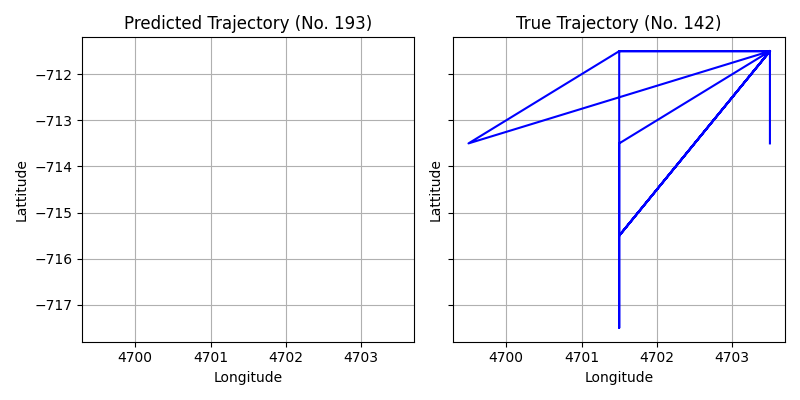 Predicted Trajectory (No. 193)
True Trajectory (No. 142)
−712
−713
−714
−715
−716
−717
Lattitude
Lattitude
4700
4701
4702
4703
4700
4701
4702
4703
Longitude
Longitude